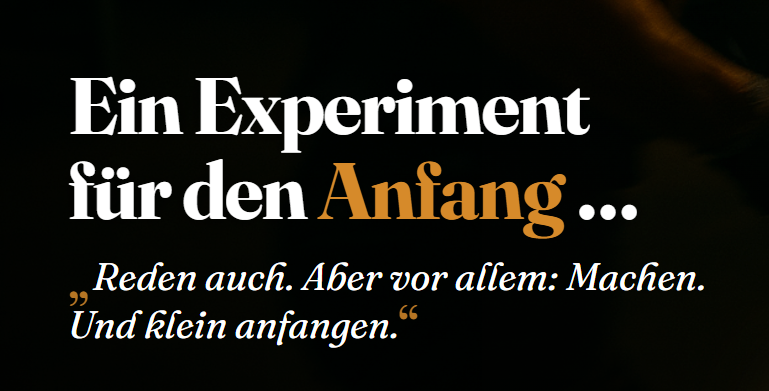 Ein Experiment
für den Anfang ...
„Reden auch. Aber vor allem: Machen.
Und klein anfangen.“